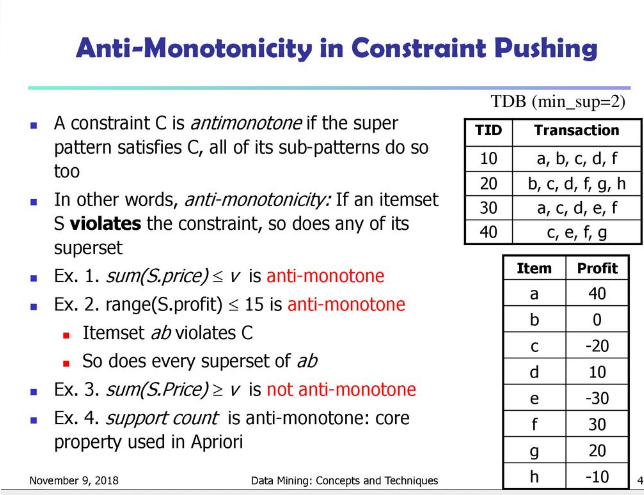 Anti-Monotonicity in Constraint Pushing
TDB (min_sup=2)
A constraint C is antimonotone if the super
pattern satisfies C, all of its sub-patterns do so
too
In other words, anti-monotonicity: If an itemset
S violates the constraint, so does any of its
superset
Ex. 1. sum(S.price) ≤ v is anti-monotone
Ex. 2. range(S.profit) ≤ 15 is anti-monotone
Itemset ab violates C
So does every superset of ab
Ex. 3. sum(S.Price) ≥ v is not anti-monotone
Ex. 4. support count is anti-monotone: core
property used in Apriori
TID Transaction
10 a, b, c, d, f
20 b, c, d, f, g, h
30 a, c, d, e, f
40 c, e, f, g
Item Profit
a 40
b 0
c -20
d 10
e -30
f 30
g 20
h -10
November 9, 2018 Data Mining: Concepts and Techniques 4